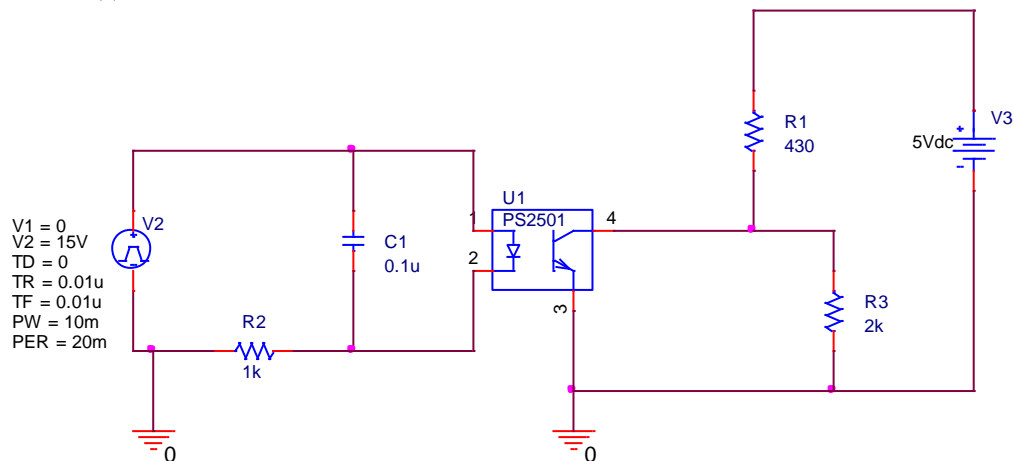 V1 = 0
V2 = 15V
TD = 0
TR = 0.01u
TF = 0.01u
PW = 10m
PER = 20m
V2
R2
1k
0
C1
0.1u
1
2
U1
PS2501
4
3
0
R1
430
R3
2k
5Vdc
V3